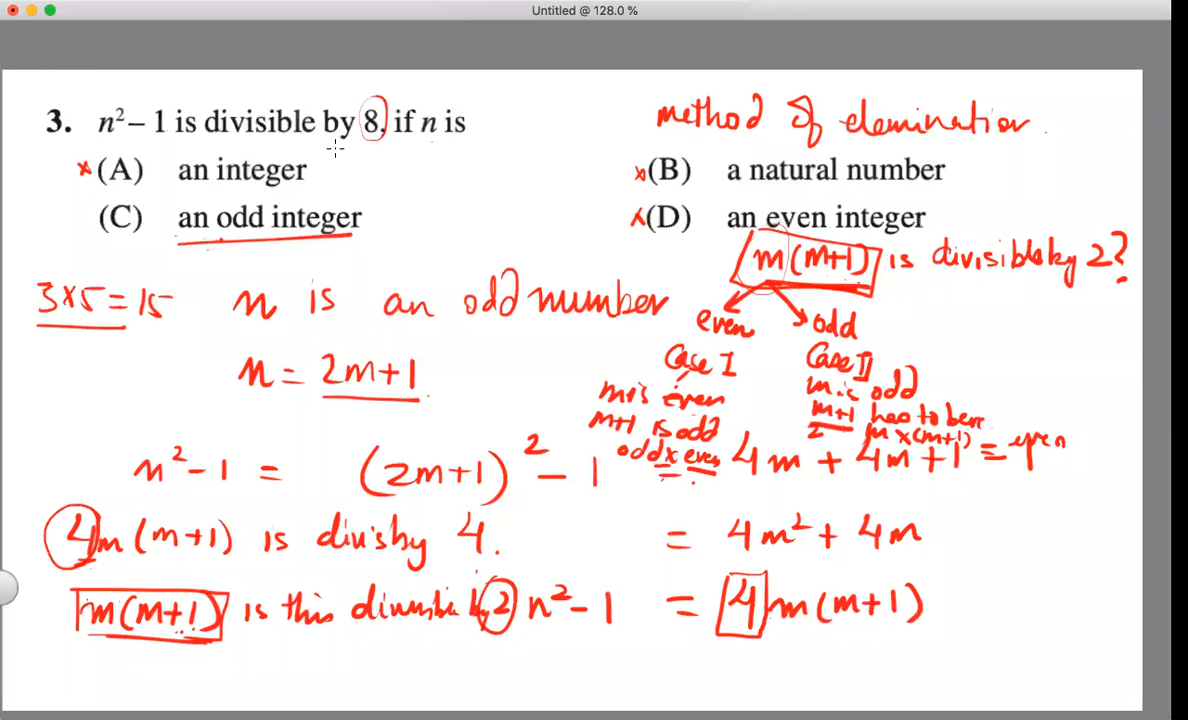 Untitled @ 128.0 %
3. n² – 1 is divisible by 8, if n is
method of elemination
×(A) an integer
×(B) a natural number
(C) an odd integer
×(D) an even integer
m(m+1) is divisible by 2?
even
odd
Case I
Case II
m is even
m is odd
m+1 is odd
m+1 has to be
odd x even
m x (m+1) = even
3×5 = 15
n is an odd number
n = 2m+1
n² - 1 = (2m+1)² - 1
4m + 4m + 1
4m(m+1) is divis by 4.
= 4m² + 4m
m(m+1) is this divisible by 2
n² - 1 = 4m(m+1)